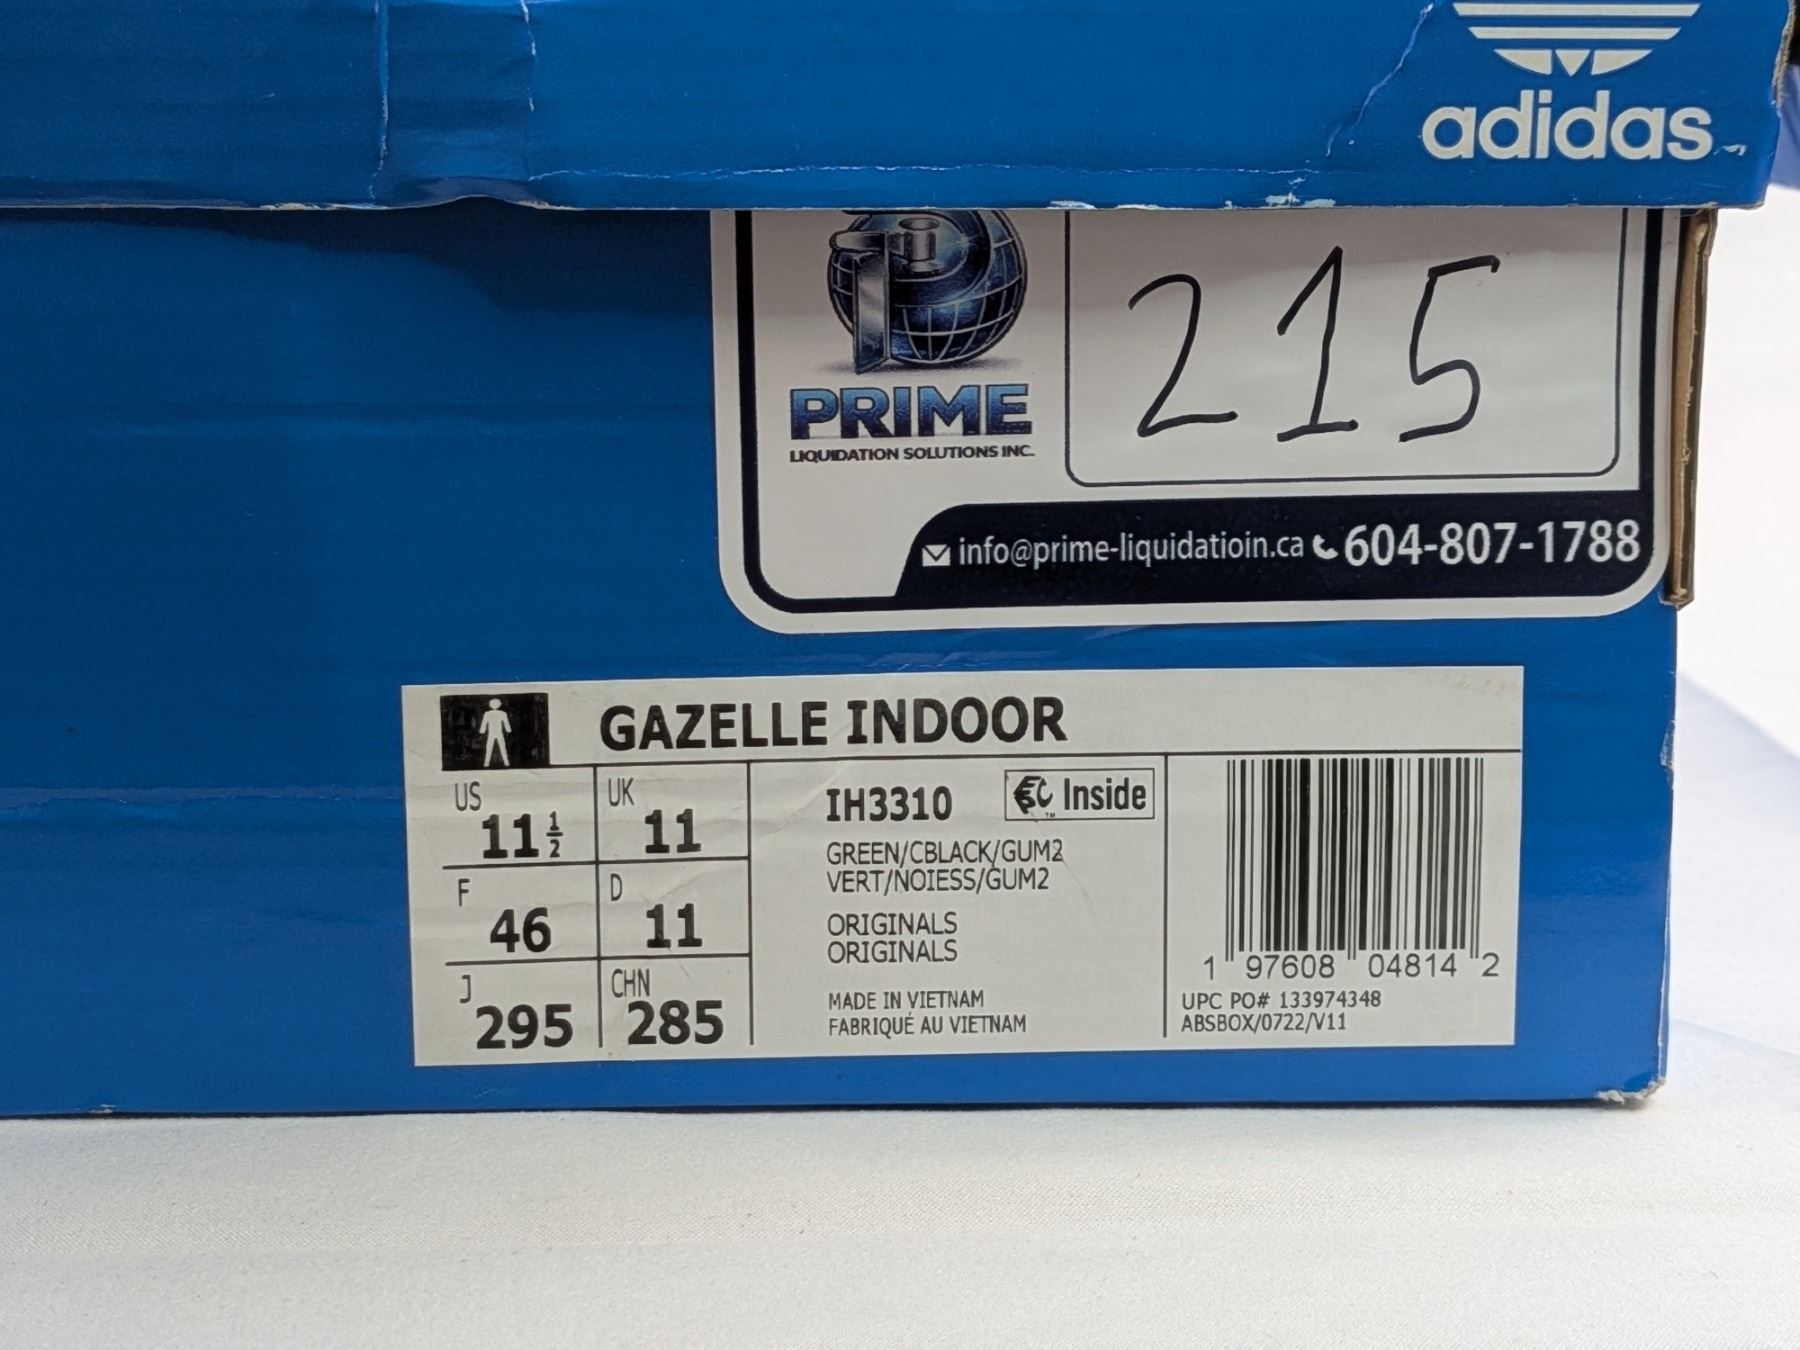 adidas
215
PRIME
LIQUIDATION SOLUTIONS INC.
info@prime-liquidatioin.ca 604-807-1788
GAZELLE INDOOR
US
11 1/2
UK
11
F
46
D
11
J
295
CHN
285
IH3310
Inside
GREEN/CBLACK/GUM2
VERT/NOIESS/GUM2
ORIGINALS
ORIGINALS
MADE IN VIETNAM
FABRIQUÉ AU VIETNAM
1 97608 04814 2
UPC PO# 133974348
ABSBOX/0722/V11